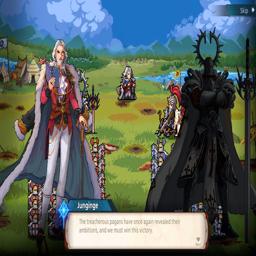 Skip
Junginge
The treacherous pagans have once again revealed their
ambitions, and we must win this victory.